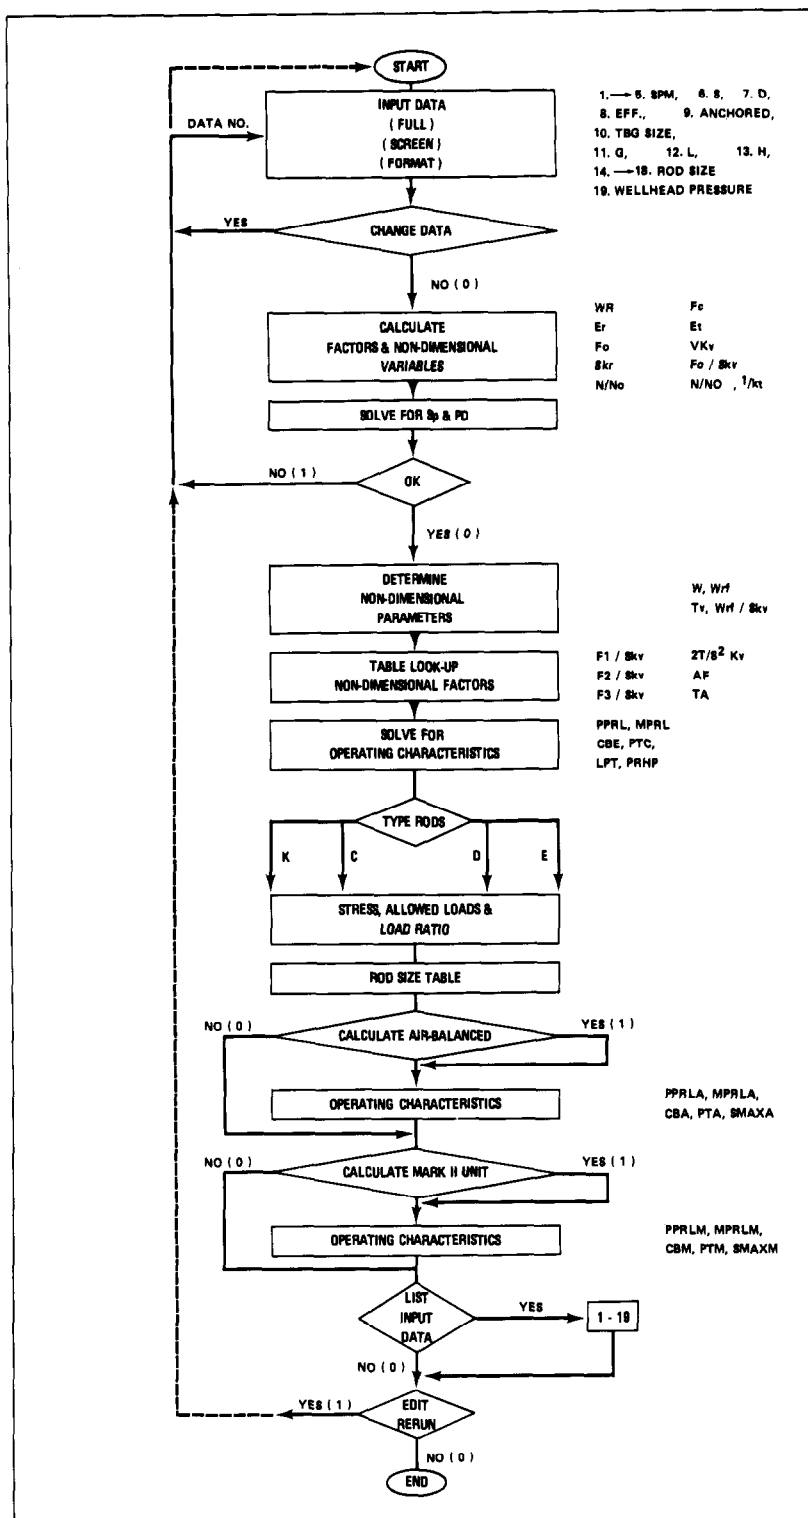 START
DATA NO.
INPUT DATA
( FULL )
( SCREEN )
( FORMAT )
1. → 5. SPM, 6. S, 7. D,
8. EFF., 9. ANCHORED,
10. TBG SIZE,
11. G, 12. L, 13. H,
14. → 18. ROD SIZE
19. WELLHEAD PRESSURE
YES
CHANGE DATA
NO ( 0 )
CALCULATE
FACTORS & NON-DIMENSIONAL
VARIABLES
WR Fc
Er Et
Fo VKv
Skr Fo / Skv
N/No N/NO , 1/kt
SOLVE FOR Sp & PD
NO ( 1 )
OK
YES ( 0 )
DETERMINE
NON-DIMENSIONAL
PARAMETERS
W, Wrf
Tv, Wrf / Skv
TABLE LOOK-UP
NON-DIMENSIONAL FACTORS
F1 / Skv 2T/S² Kv
F2 / Skv AF
F3 / Skv TA
SOLVE FOR
OPERATING CHARACTERISTICS
PPRL, MPRL
CBE, PTC,
LPT, PRHP
TYPE RODS
K C D E
STRESS, ALLOWED LOADS &
LOAD RATIO
ROD SIZE TABLE
NO ( 0 )
CALCULATE AIR-BALANCED
YES ( 1 )
OPERATING CHARACTERISTICS
PPRLA, MPRLA,
CBA, PTA, SMAXA
NO ( 0 )
CALCULATE MARK II UNIT
YES ( 1 )
OPERATING CHARACTERISTICS
PPRLM, MPRLM,
CBM, PTM, SMAXM
LIST
INPUT
DATA
YES
1 - 19
NO ( 0 )
YES ( 1 )
EDIT
RERUN
NO ( 0 )
END